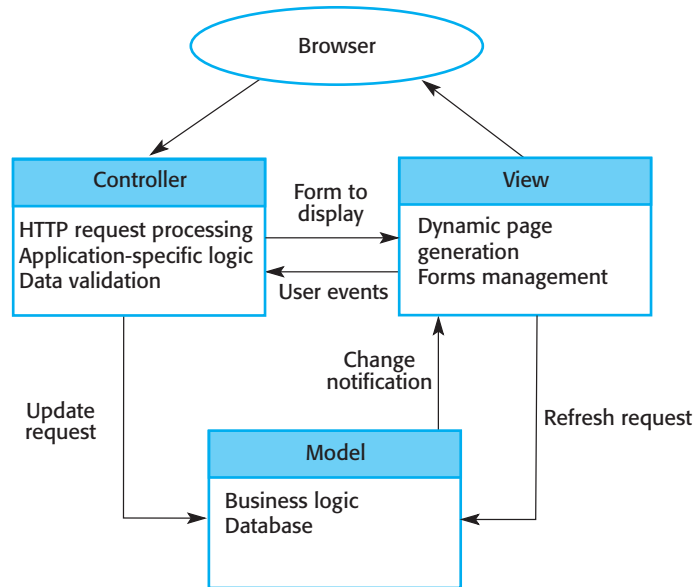 Browser
Controller
HTTP request processing
Application-specific logic
Data validation
Form to
display
User events
View
Dynamic page
generation
Forms management
Update
request
Change
notification
Refresh request
Model
Business logic
Database